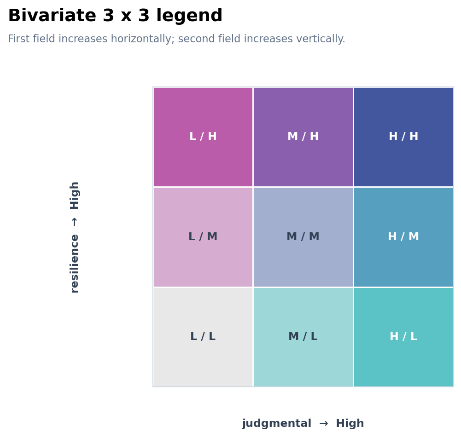 Bivariate 3 x 3 legend
First field increases horizontally; second field increases vertically.
L / H
M / H
H / H
resilience → High
L / M
M / M
H / M
L / L
M / L
H / L
judgmental → High